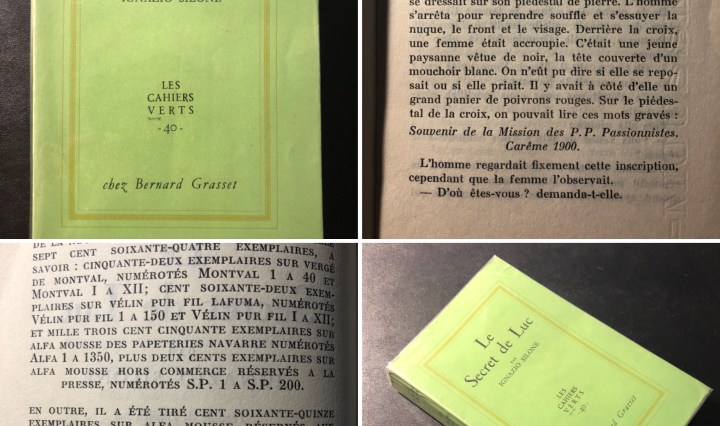 IGNAZIO SILONE
LES
CAHIERS
VERTS
- 40 -
chez Bernard Grasset
se dressait sur son piédestal de pierre. L'homme
s'arrêta pour reprendre souffle et s'essuyer la
nuque, le front et le visage. Derrière la croix,
une femme était accroupie. C'était une jeune
paysanne vêtue de noir, la tête couverte d'un
mouchoir blanc. On n'eût pu dire si elle se repo-
sait ou si elle priait. Il y avait à côté d'elle un
grand panier de poivrons rouges. Sur le piédes-
tal de la croix, on pouvait lire ces mots gravés :
Souvenir de la Mission des P.P. Passionnistes,
Carême 1900.
L'homme regardait fixement cette inscription,
cependant que la femme l'observait.
— D'où êtes-vous ? demanda-t-elle.
SEPT CENT SOIXANTE-QUATRE EXEMPLAIRES, A
SAVOIR : CINQUANTE-DEUX EXEMPLAIRES SUR VERGÉ
DE MONTVAL, NUMÉROTÉS MONTVAL 1 A 40 ET
MONTVAL I A XII; CENT SOIXANTE-DEUX EXEM-
PLAIRES SUR VÉLIN PUR FIL LAFUMA, NUMÉROTÉS
VÉLIN PUR FIL 1 A 150 ET VÉLIN PUR FIL I A XII;
ET MILLE TROIS CENT CINQUANTE EXEMPLAIRES SUR
ALFA MOUSSE DES PAPETERIES NAVARRE NUMÉROTÉS
ALFA 1 A 1350, PLUS DEUX CENTS EXEMPLAIRES SUR
ALFA MOUSSE HORS COMMERCE RÉSERVÉS A LA
PRESSE, NUMÉROTÉS S.P. 1 A S.P. 200.
EN OUTRE, IL A ÉTÉ TIRÉ CENT SOIXANTE-QUINZE
EXEMPLAIRES SUR ALFA MOUSSE RÉSERVÉS AUX
Le
Secret de Luc
PAR
IGNAZIO SILONE
LES
CAHIERS
VERTS
- 40 -
Bernard Grasset